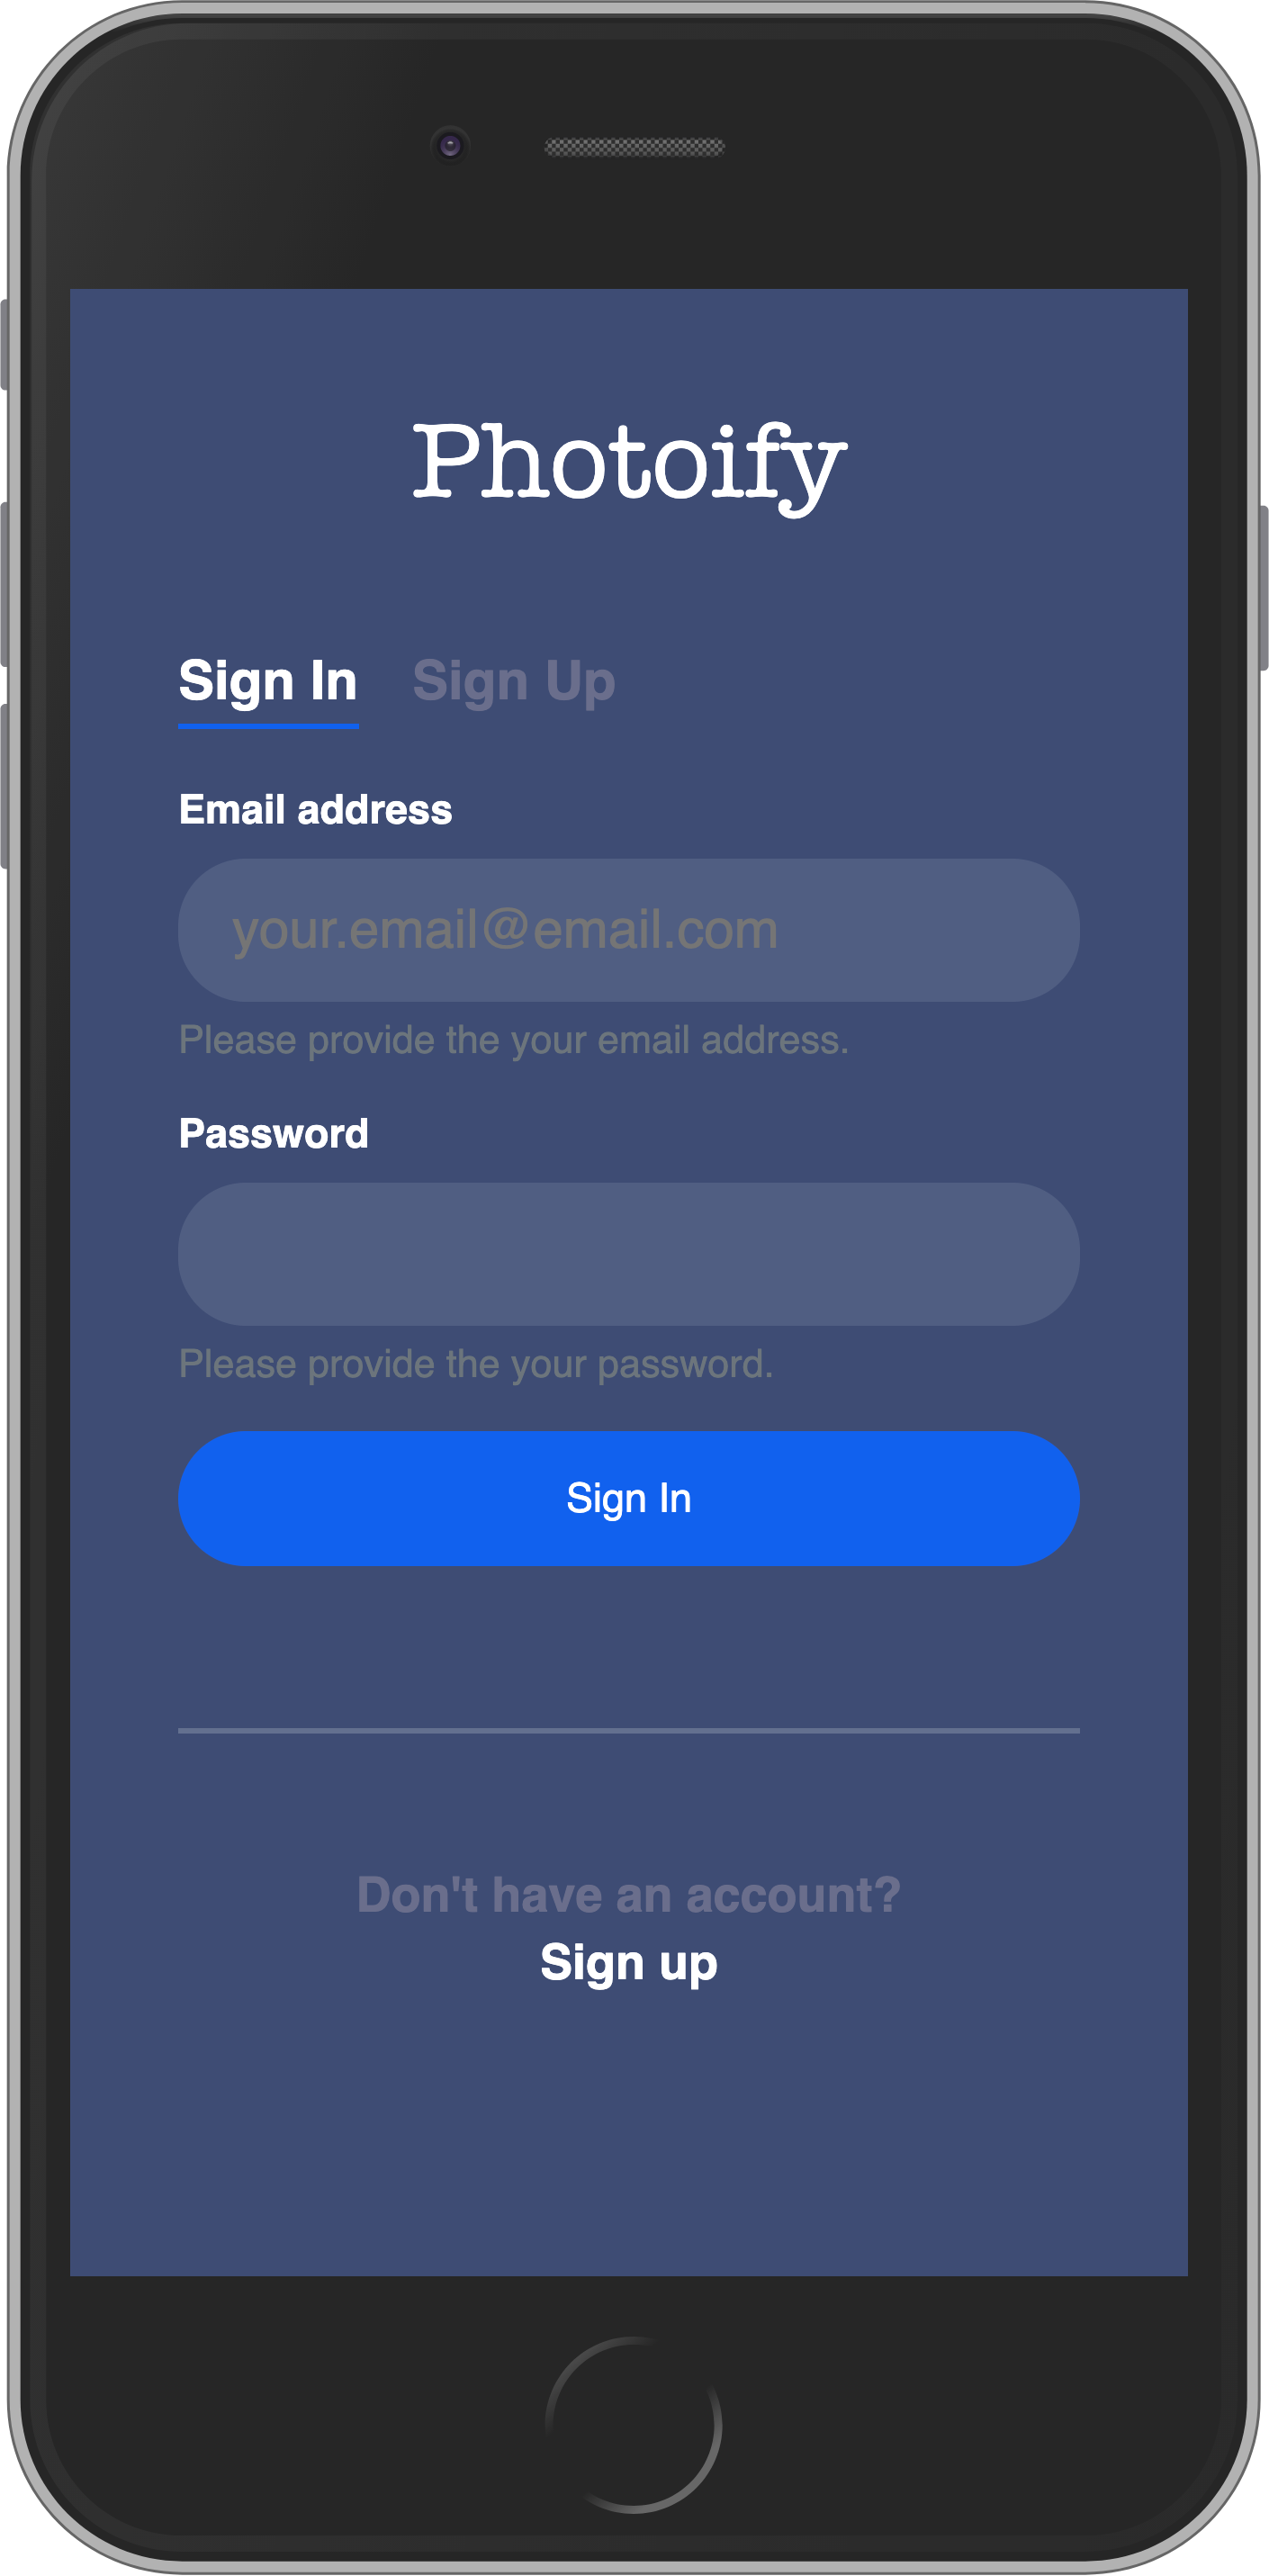 Photoify
Sign In Sign Up
Email address
your.email@email.com
Please provide the your email address.
Password
Please provide the your password.
Sign In
Don't have an account?
Sign up